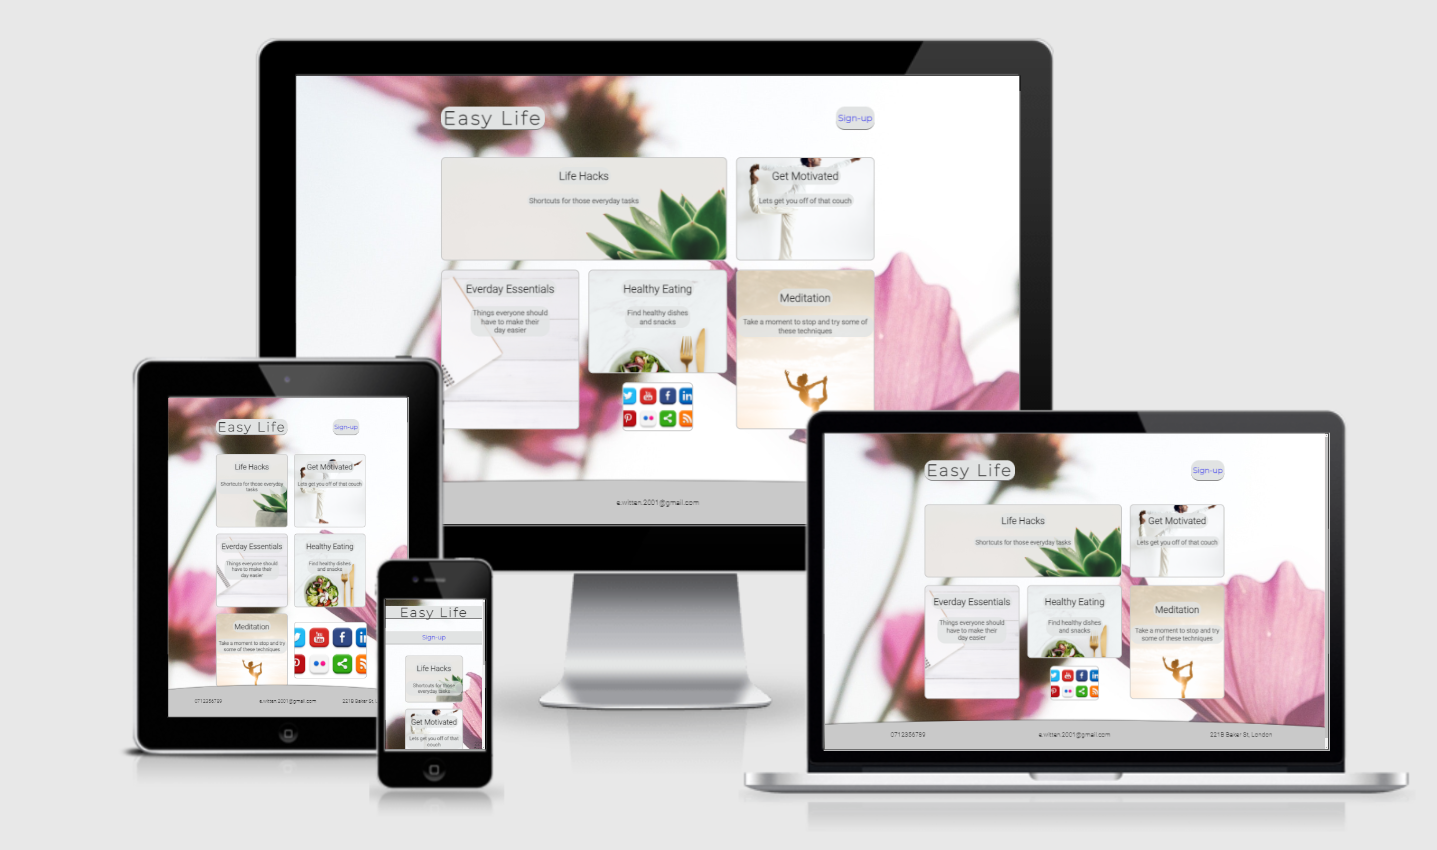 Easy Life
Sign-up
Life Hacks
Shortcuts for those everyday tasks
Get Motivated
Lets get you off of that couch
Everday Essentials
Things everyone should
have to make their
day easier
Healthy Eating
Find healthy dishes
and snacks
Meditation
Take a moment to stop and try some of
these techniques
e.witten.2001@gmail.com
Easy Life
Sign-up
Life Hacks
Shortcuts for those everyday
tasks
Get Motivated
Lets get you off of that couch
Everday Essentials
Things everyone should
have to make their
day easier
Healthy Eating
Find healthy dishes
and snacks
Meditation
Take a moment to stop and try
some of these techniques
0712356789
e.witten.2001@gmail.com
221B Baker St,
Easy Life
Sign-up
Life Hacks
Shortcuts for those
everyday tasks
Get Motivated
Lets get you off of that
couch
Easy Life
Sign-up
Life Hacks
Shortcuts for those everyday tasks
Get Motivated
Lets get you off of that couch
Everday Essentials
Things everyone should
have to make their
day easier
Healthy Eating
Find healthy dishes
and snacks
Meditation
Take a moment to stop and try
some of these techniques
0712356789
e.witten.2001@gmail.com
221B Baker St, London